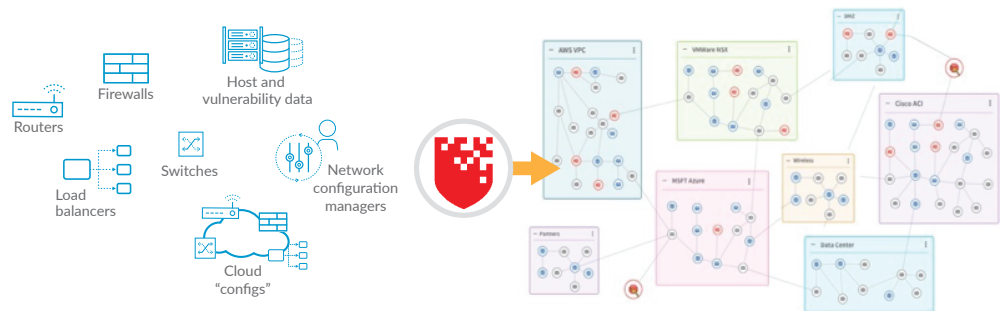 Host and
vulnerability data
Firewalls
Routers
Switches
Load
balancers
Network
configuration
managers
Cloud
“configs”
AWS VPC
VMWare NSX
DMZ
Cisco ACI
MSFT Azure
Wireless
Partners
Data Center